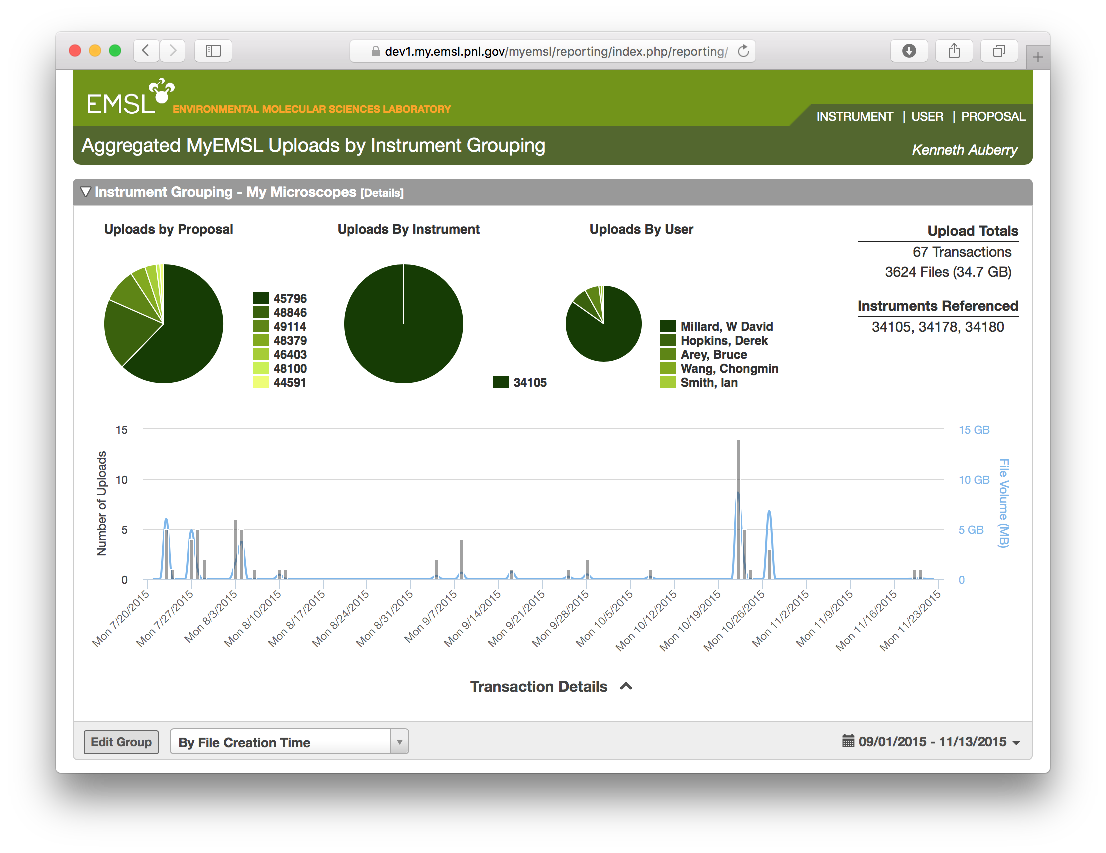 dev1.my.emsl.pnl.gov/myemsl/reporting/index.php/reporting/
EMSL ENVIRONMENTAL MOLECULAR SCIENCES LABORATORY
INSTRUMENT | USER | PROPOSAL
Aggregated MyEMSL Uploads by Instrument Grouping
Kenneth Auberry
Instrument Grouping - My Microscopes [Details]
Uploads by Proposal
45796
48846
49114
48379
46403
48100
44591
Uploads By Instrument
34105
Uploads By User
Millard, W David
Hopkins, Derek
Arey, Bruce
Wang, Chongmin
Smith, Ian
Upload Totals
67 Transactions
3624 Files (34.7 GB)
Instruments Referenced
34105, 34178, 34180
Number of Uploads
15
10
5
0
15 GB
10 GB
5 GB
0
File Volume (MB)
Mon 7/20/2015
Mon 7/27/2015
Mon 8/3/2015
Mon 8/10/2015
Mon 8/17/2015
Mon 8/24/2015
Mon 8/31/2015
Mon 9/7/2015
Mon 9/14/2015
Mon 9/21/2015
Mon 9/28/2015
Mon 10/5/2015
Mon 10/12/2015
Mon 10/19/2015
Mon 10/26/2015
Mon 11/2/2015
Mon 11/9/2015
Mon 11/16/2015
Mon 11/23/2015
Transaction Details
Edit Group
By File Creation Time
09/01/2015 - 11/13/2015